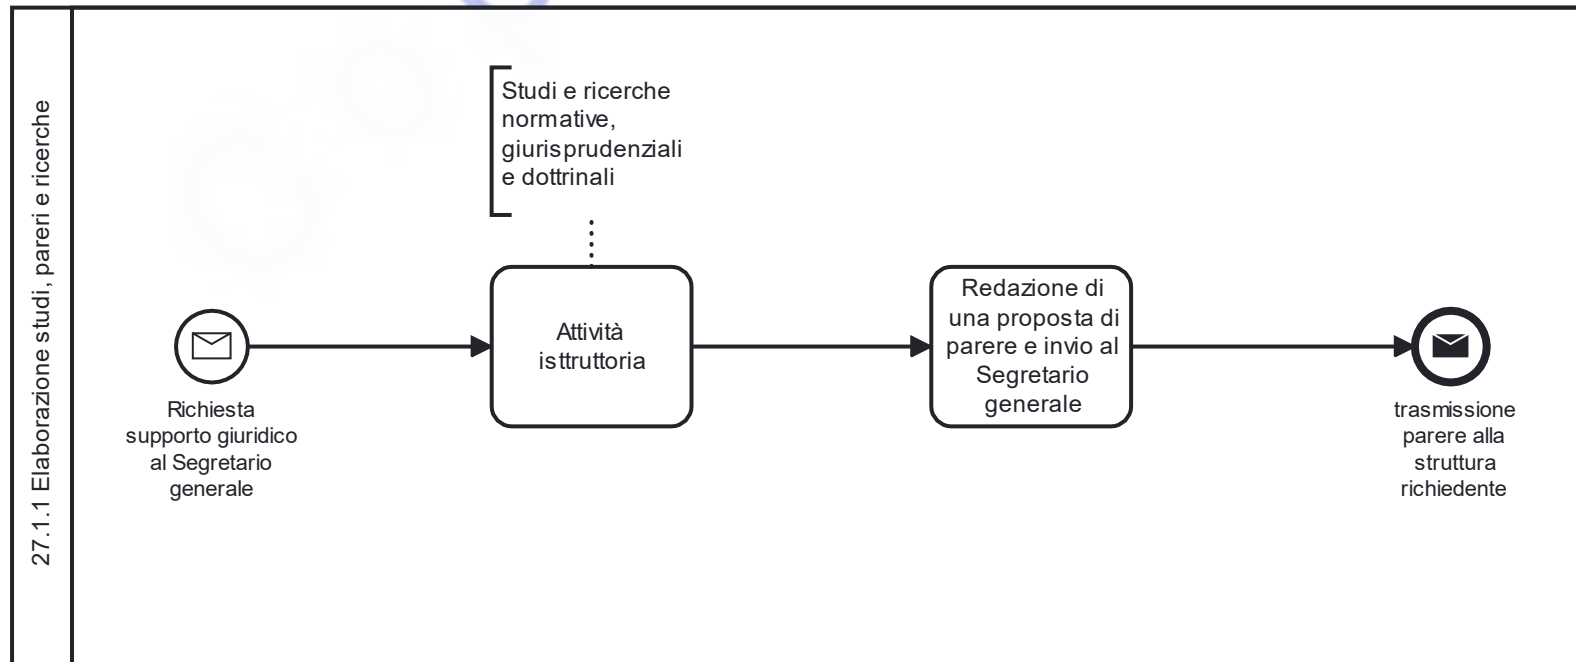 27.1.1 Elaborazione studi, pareri e ricerche
Studi e ricerche
normative,
giurisprudenziali
e dottrinali
Richiesta
supporto giuridico
al Segretario
generale
Attività
isttruttoria
Redazione di
una proposta di
parere e invio al
Segretario
generale
trasmissione
parere alla
struttura
richiedente